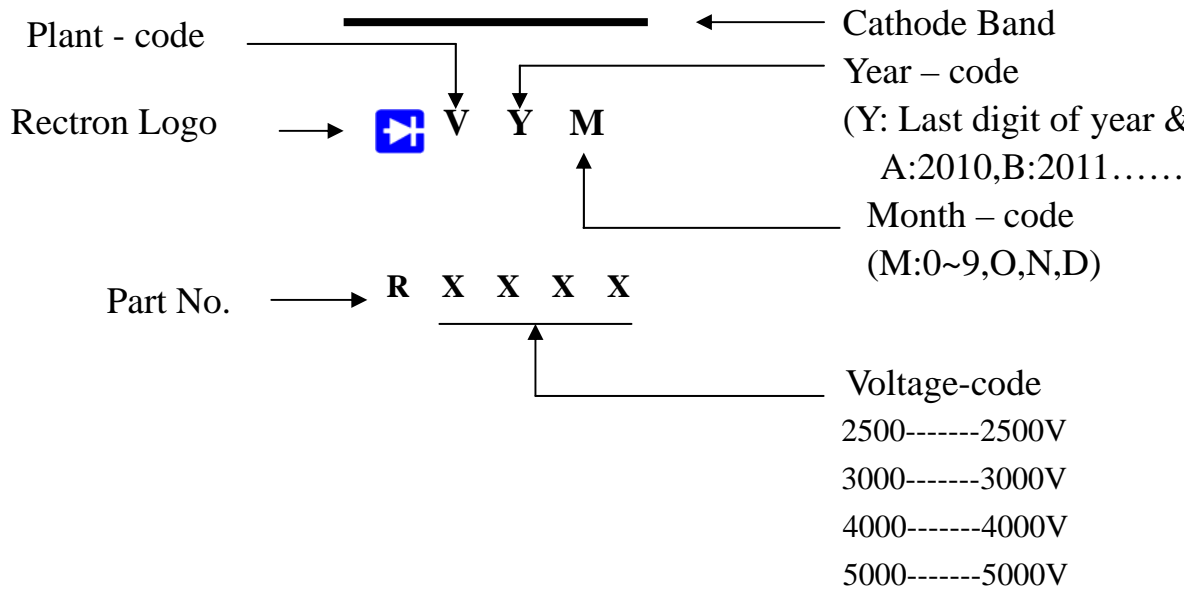 Cathode Band
Plant - code
Year – code
(Y: Last digit of year &
A:2010,B:2011……
Rectron Logo
V Y M
Month – code
(M:0~9,O,N,D)
Part No.
R X X X X
Voltage-code
2500-------2500V
3000-------3000V
4000-------4000V
5000-------5000V